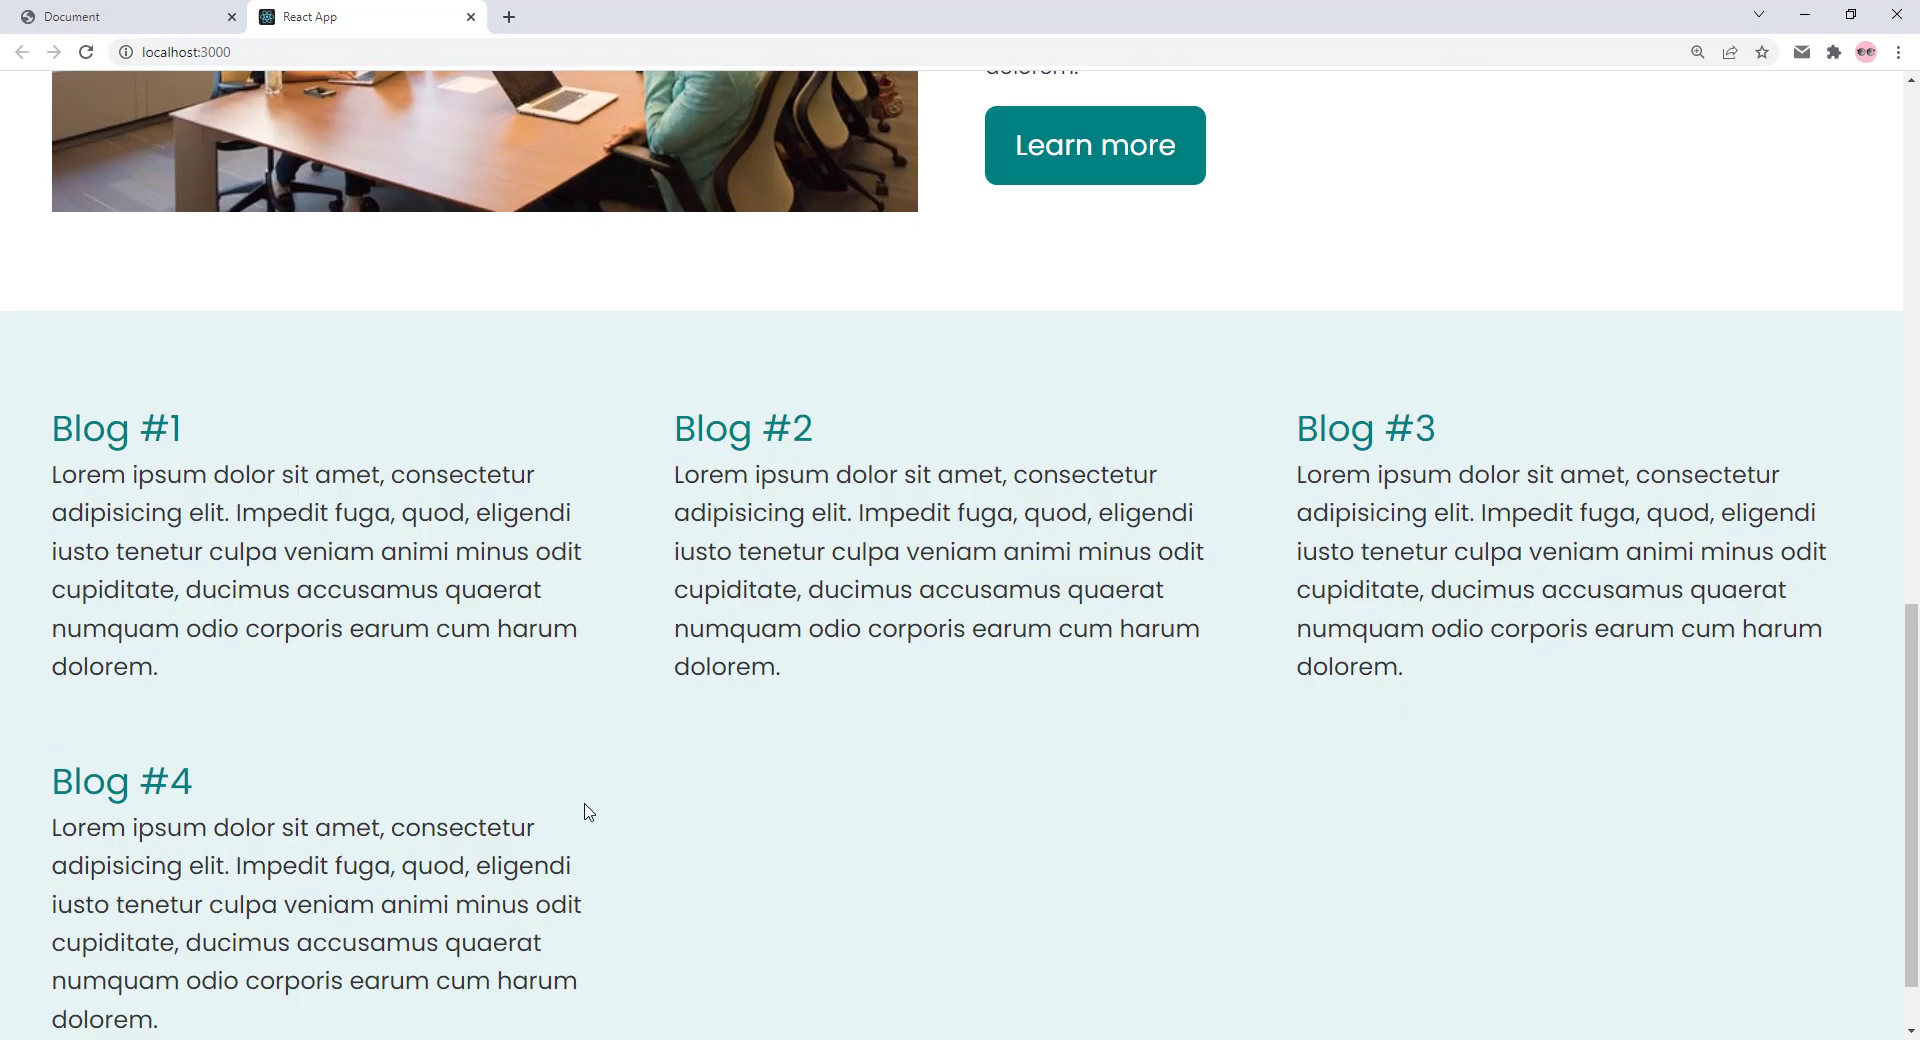 Document
React App
localhost:3000
dolorem.
Learn more
Blog #1
Lorem ipsum dolor sit amet, consectetur
adipisicing elit. Impedit fuga, quod, eligendi
iusto tenetur culpa veniam animi minus odit
cupiditate, ducimus accusamus quaerat
numquam odio corporis earum cum harum
dolorem.
Blog #2
Lorem ipsum dolor sit amet, consectetur
adipisicing elit. Impedit fuga, quod, eligendi
iusto tenetur culpa veniam animi minus odit
cupiditate, ducimus accusamus quaerat
numquam odio corporis earum cum harum
dolorem.
Blog #3
Lorem ipsum dolor sit amet, consectetur
adipisicing elit. Impedit fuga, quod, eligendi
iusto tenetur culpa veniam animi minus odit
cupiditate, ducimus accusamus quaerat
numquam odio corporis earum cum harum
dolorem.
Blog #4
Lorem ipsum dolor sit amet, consectetur
adipisicing elit. Impedit fuga, quod, eligendi
iusto tenetur culpa veniam animi minus odit
cupiditate, ducimus accusamus quaerat
numquam odio corporis earum cum harum
dolorem.